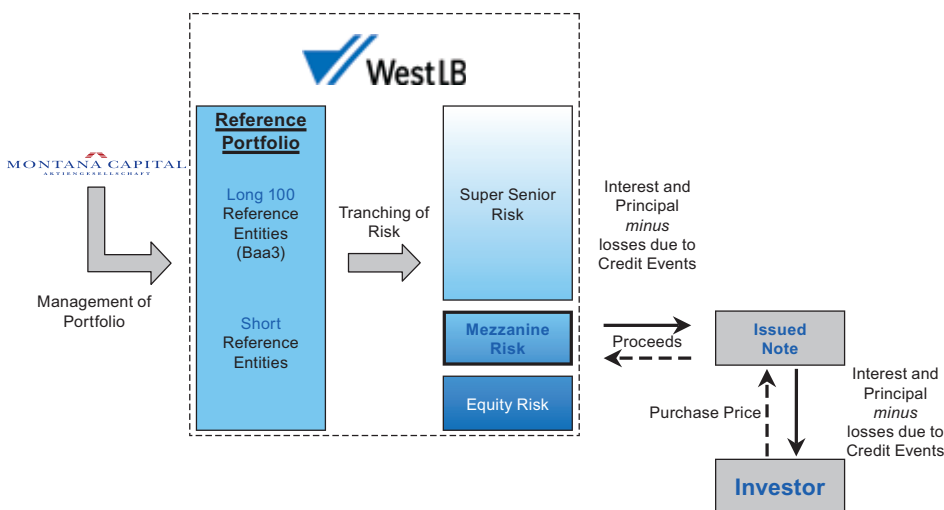 WestLB
MONTANA CAPITAL
AKTIENGESELLSCHAFT
Management of
Portfolio
Reference
Portfolio
Long 100
Reference
Entities
(Baa3)
Short
Reference
Entities
Tranching of
Risk
Super Senior
Risk
Mezzanine
Risk
Equity Risk
Interest and
Principal
minus
losses due to
Credit Events
Proceeds
Issued
Note
Purchase Price
Interest and
Principal
minus
losses due to
Credit Events
Investor